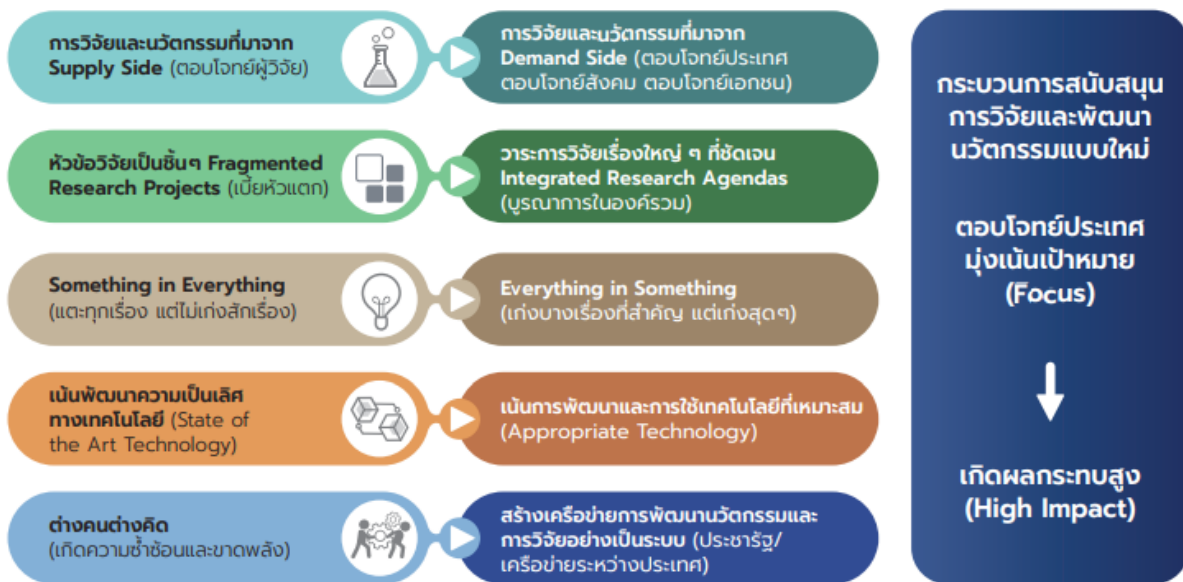 การวิจัยและนวัตกรรมที่มาจาก
Supply Side (ตอบโจทย์ผู้วิจัย)
การวิจัยและนวัตกรรมที่มาจาก
Demand Side (ตอบโจทย์ประเทศ
ตอบโจทย์สังคม ตอบโจทย์เอกชน)
หัวข้อวิจัยเป็นชิ้นๆ Fragmented
Research Projects (เบี้ยหัวแตก)
วาระการวิจัยเรื่องใหญ่ ๆ ที่ชัดเจน
Integrated Research Agendas
(บูรณาการในองค์รวม)
Something in Everything
(แตะทุกเรื่อง แต่ไม่เก่งสักเรื่อง)
Everything in Something
(เก่งบางเรื่องที่สำคัญ แต่เก่งสุดๆ)
เน้นพัฒนาความเป็นเลิศ
ทางเทคโนโลยี (State of
the Art Technology)
เน้นการพัฒนาและการใช้เทคโนโลยีที่เหมาะสม
(Appropriate Technology)
ต่างคนต่างคิด
(เกิดความซ้ำซ้อนและขาดพลัง)
สร้างเครือข่ายการพัฒนานวัตกรรมและ
การวิจัยอย่างเป็นระบบ (ประชารัฐ/
เครือข่ายระหว่างประเทศ)
กระบวนการสนับสนุน
การวิจัยและพัฒนา
นวัตกรรมแบบใหม่
ตอบโจทย์ประเทศ
มุ่งเน้นเป้าหมาย
(Focus)
เกิดผลกระทบสูง
(High Impact)